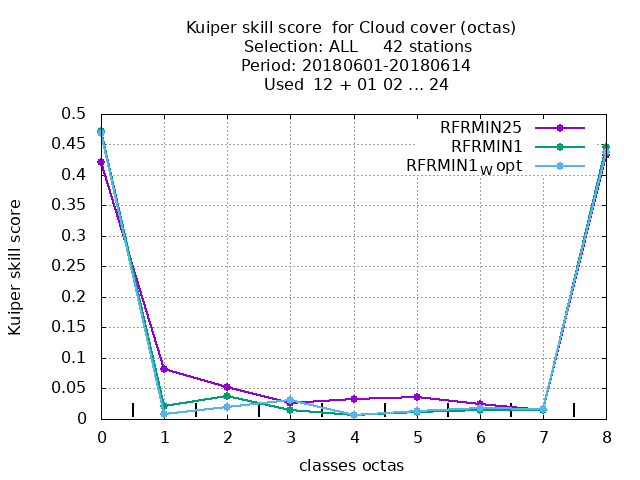 Kuiper skill score  for Cloud cover (octas)
Selection: ALL     42 stations
Period: 20180601-20180614
Used  12 + 01 02 ... 24
RFRMIN25
RFRMIN1
RFRMIN1W opt
0.5
0.45
0.4
0.35
0.3
0.25
0.2
0.15
0.1
0.05
0
Kuiper skill score
0 1 2 3 4 5 6 7 8
classes octas